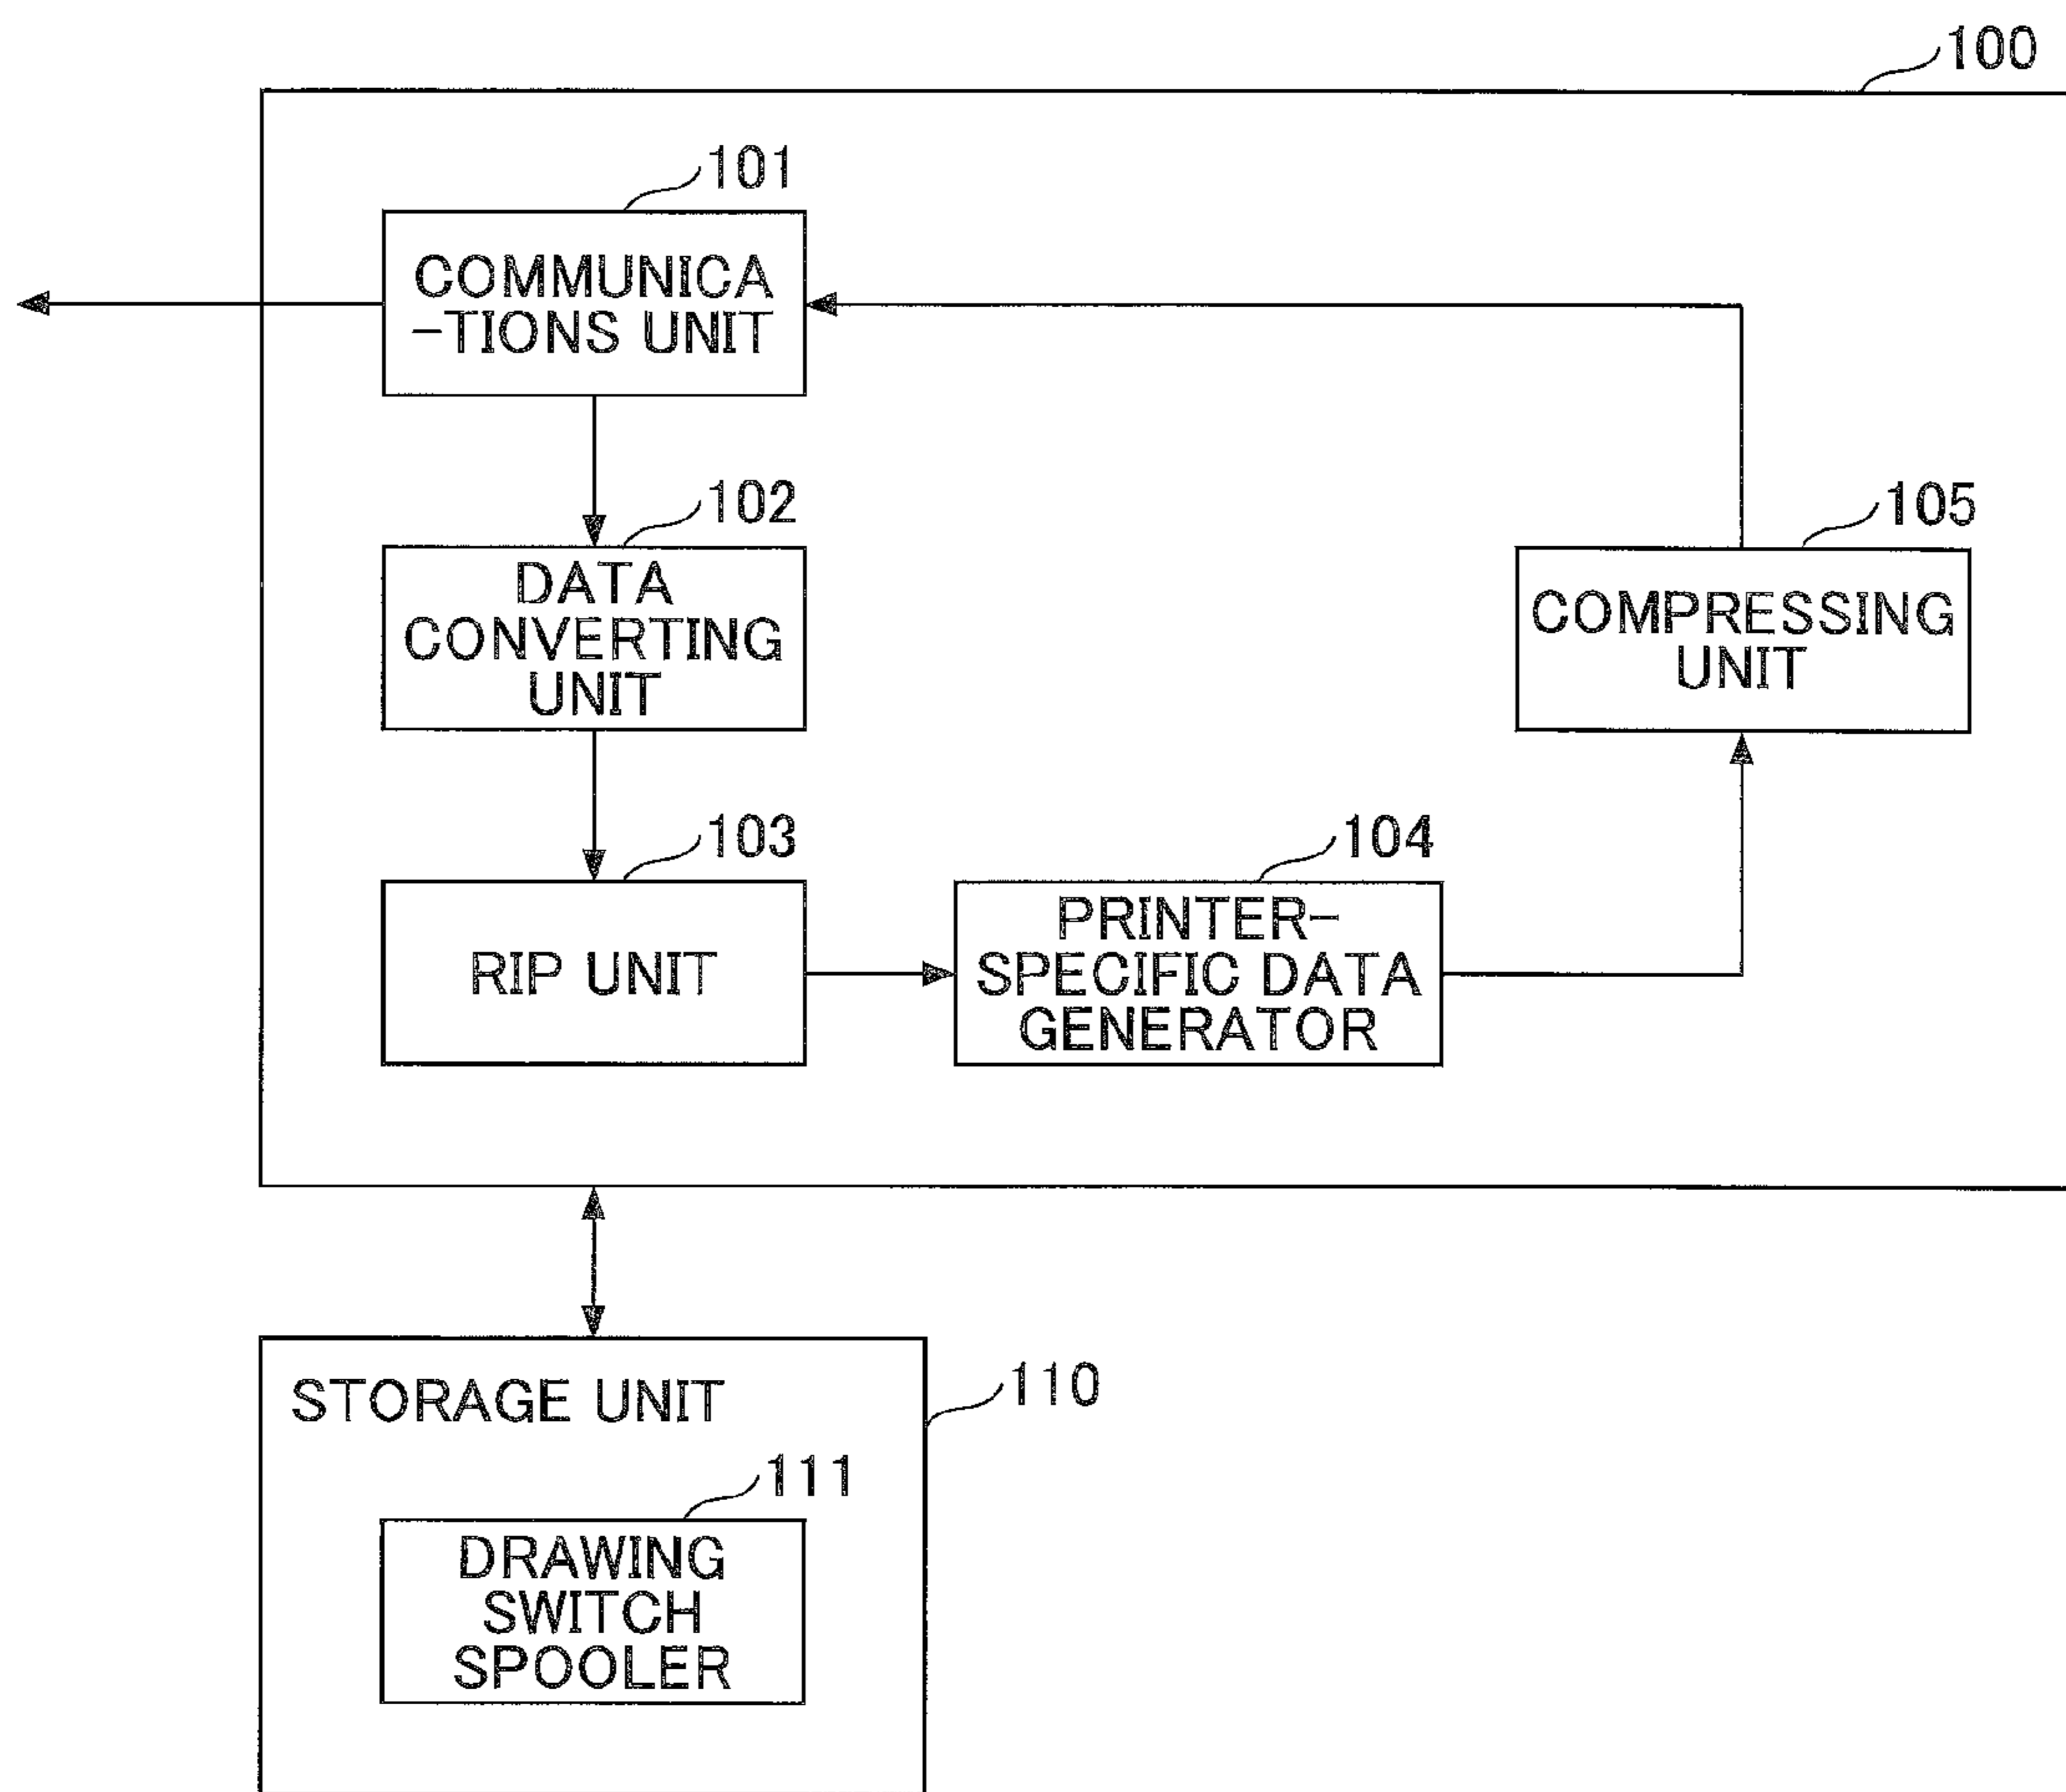 100
101
COMMUNICA
-TIONS UNIT
102
DATA
CONVERTING
UNIT
105
COMPRESSING
UNIT
103
RIP UNIT
104
PRINTER-
SPECIFIC DATA
GENERATOR
STORAGE UNIT
110
111
DRAWING
SWITCH
SPOOLER